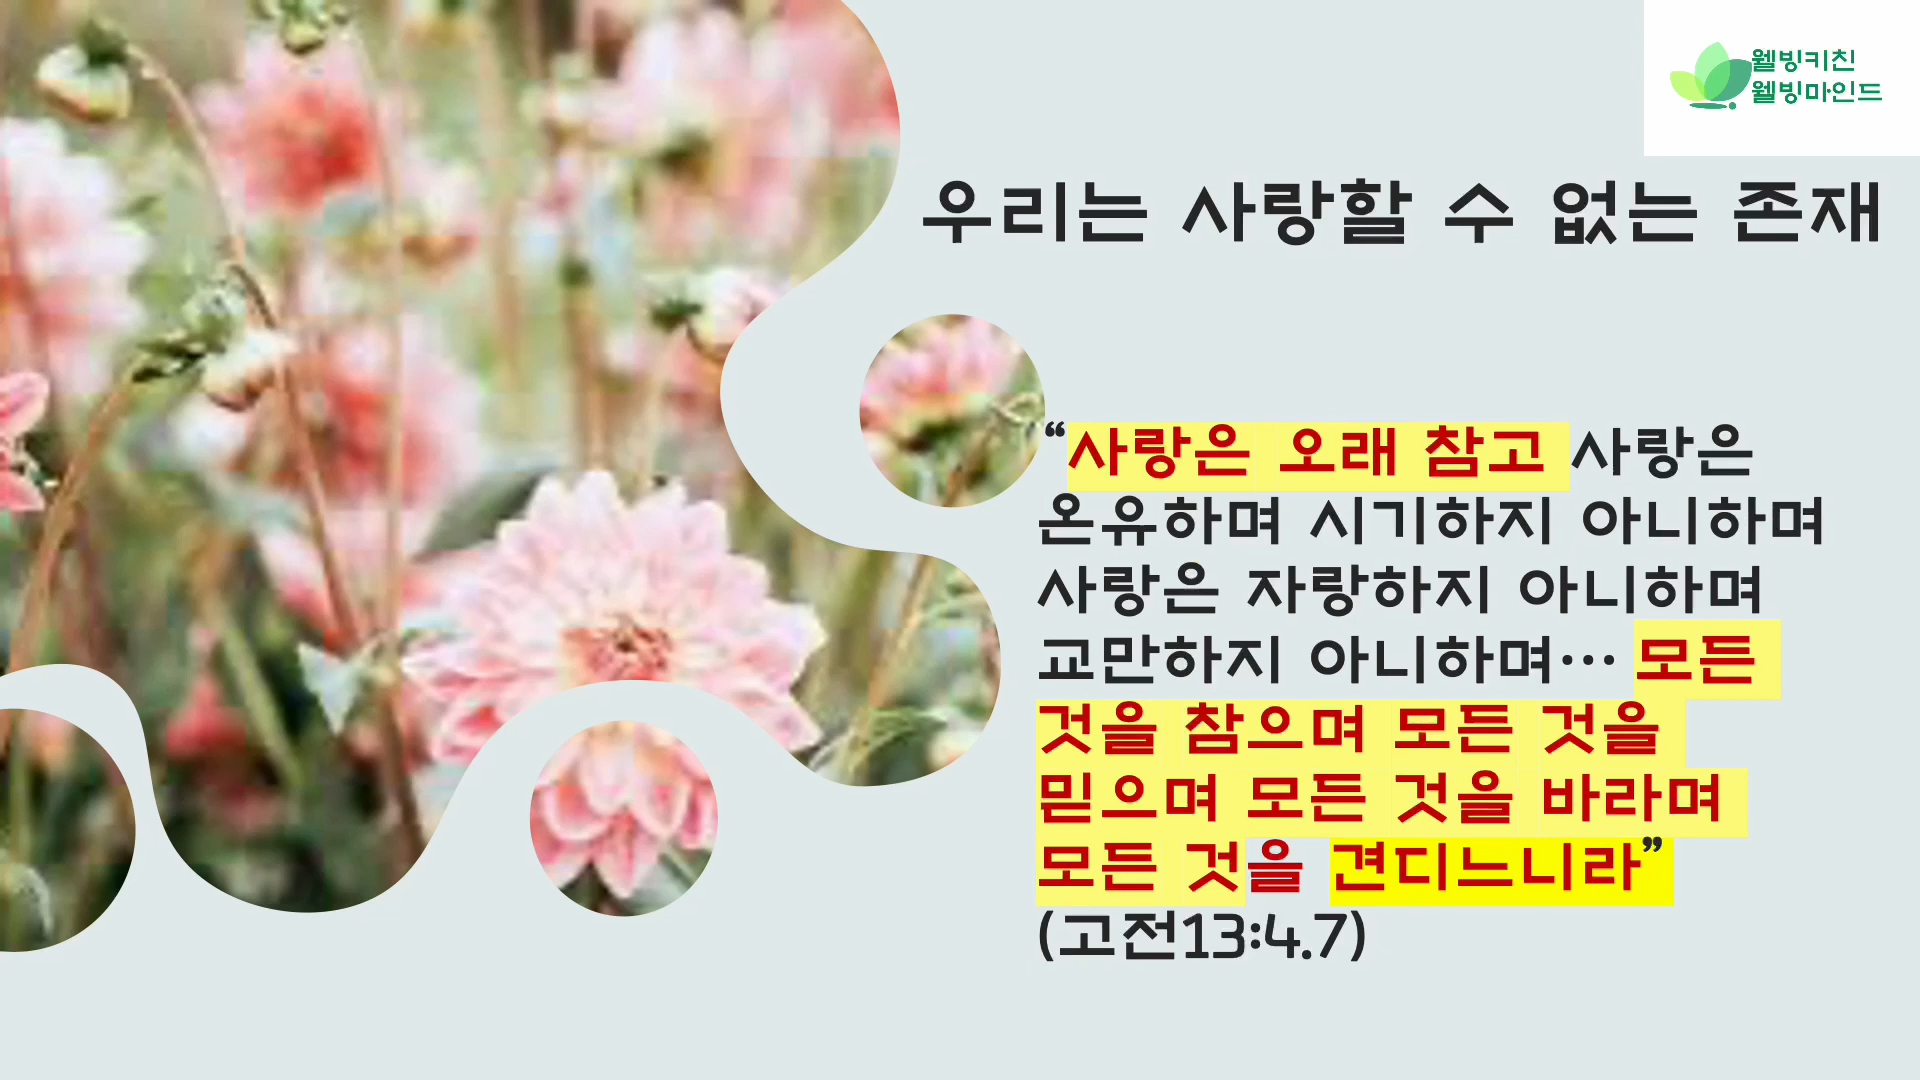 웰빙키친
웰빙마인드
우리는 사랑할 수 없는 존재
“사랑은 오래 참고 사랑은
온유하며 시기하지 아니하며
사랑은 자랑하지 아니하며
교만하지 아니하며… 모든
것을 참으며 모든 것을
믿으며 모든 것을 바라며
모든 것을 견디느니라”
(고전13:4.7)